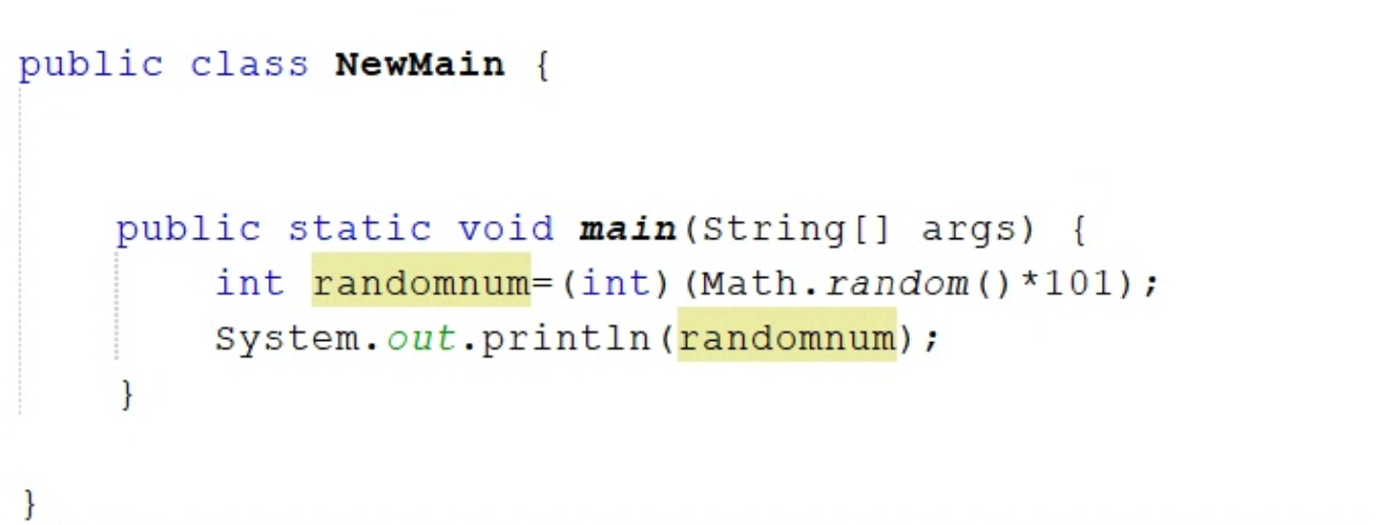 public class NewMain {
public static void main(String[] args) {
int randomnum=(int)(Math.random()*101);
System.out.println(randomnum);
}
}